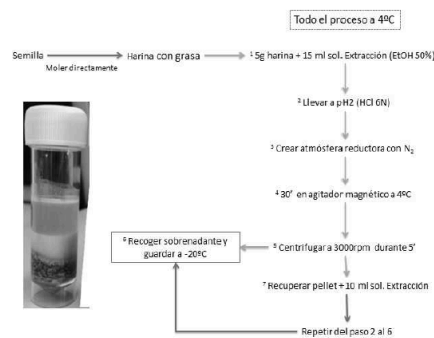 Todo el proceso a 4ºC
Semilla
Moler directamente
Harina con grasa
1 5g harina + 15 ml sol. Extracción (EtOH 50%)
2 Llevar a pH2 (HCl 6N)
3 Crear atmósfera reductora con N2
4 30' en agitador magnético a 4ºC
5 Centrifugar a 3000rpm durante 5'
6 Recoger sobrenadante y
guardar a -20ºC
7 Recuperar pellet + 10 ml sol. Extracción
Repetir del paso 2 al 6